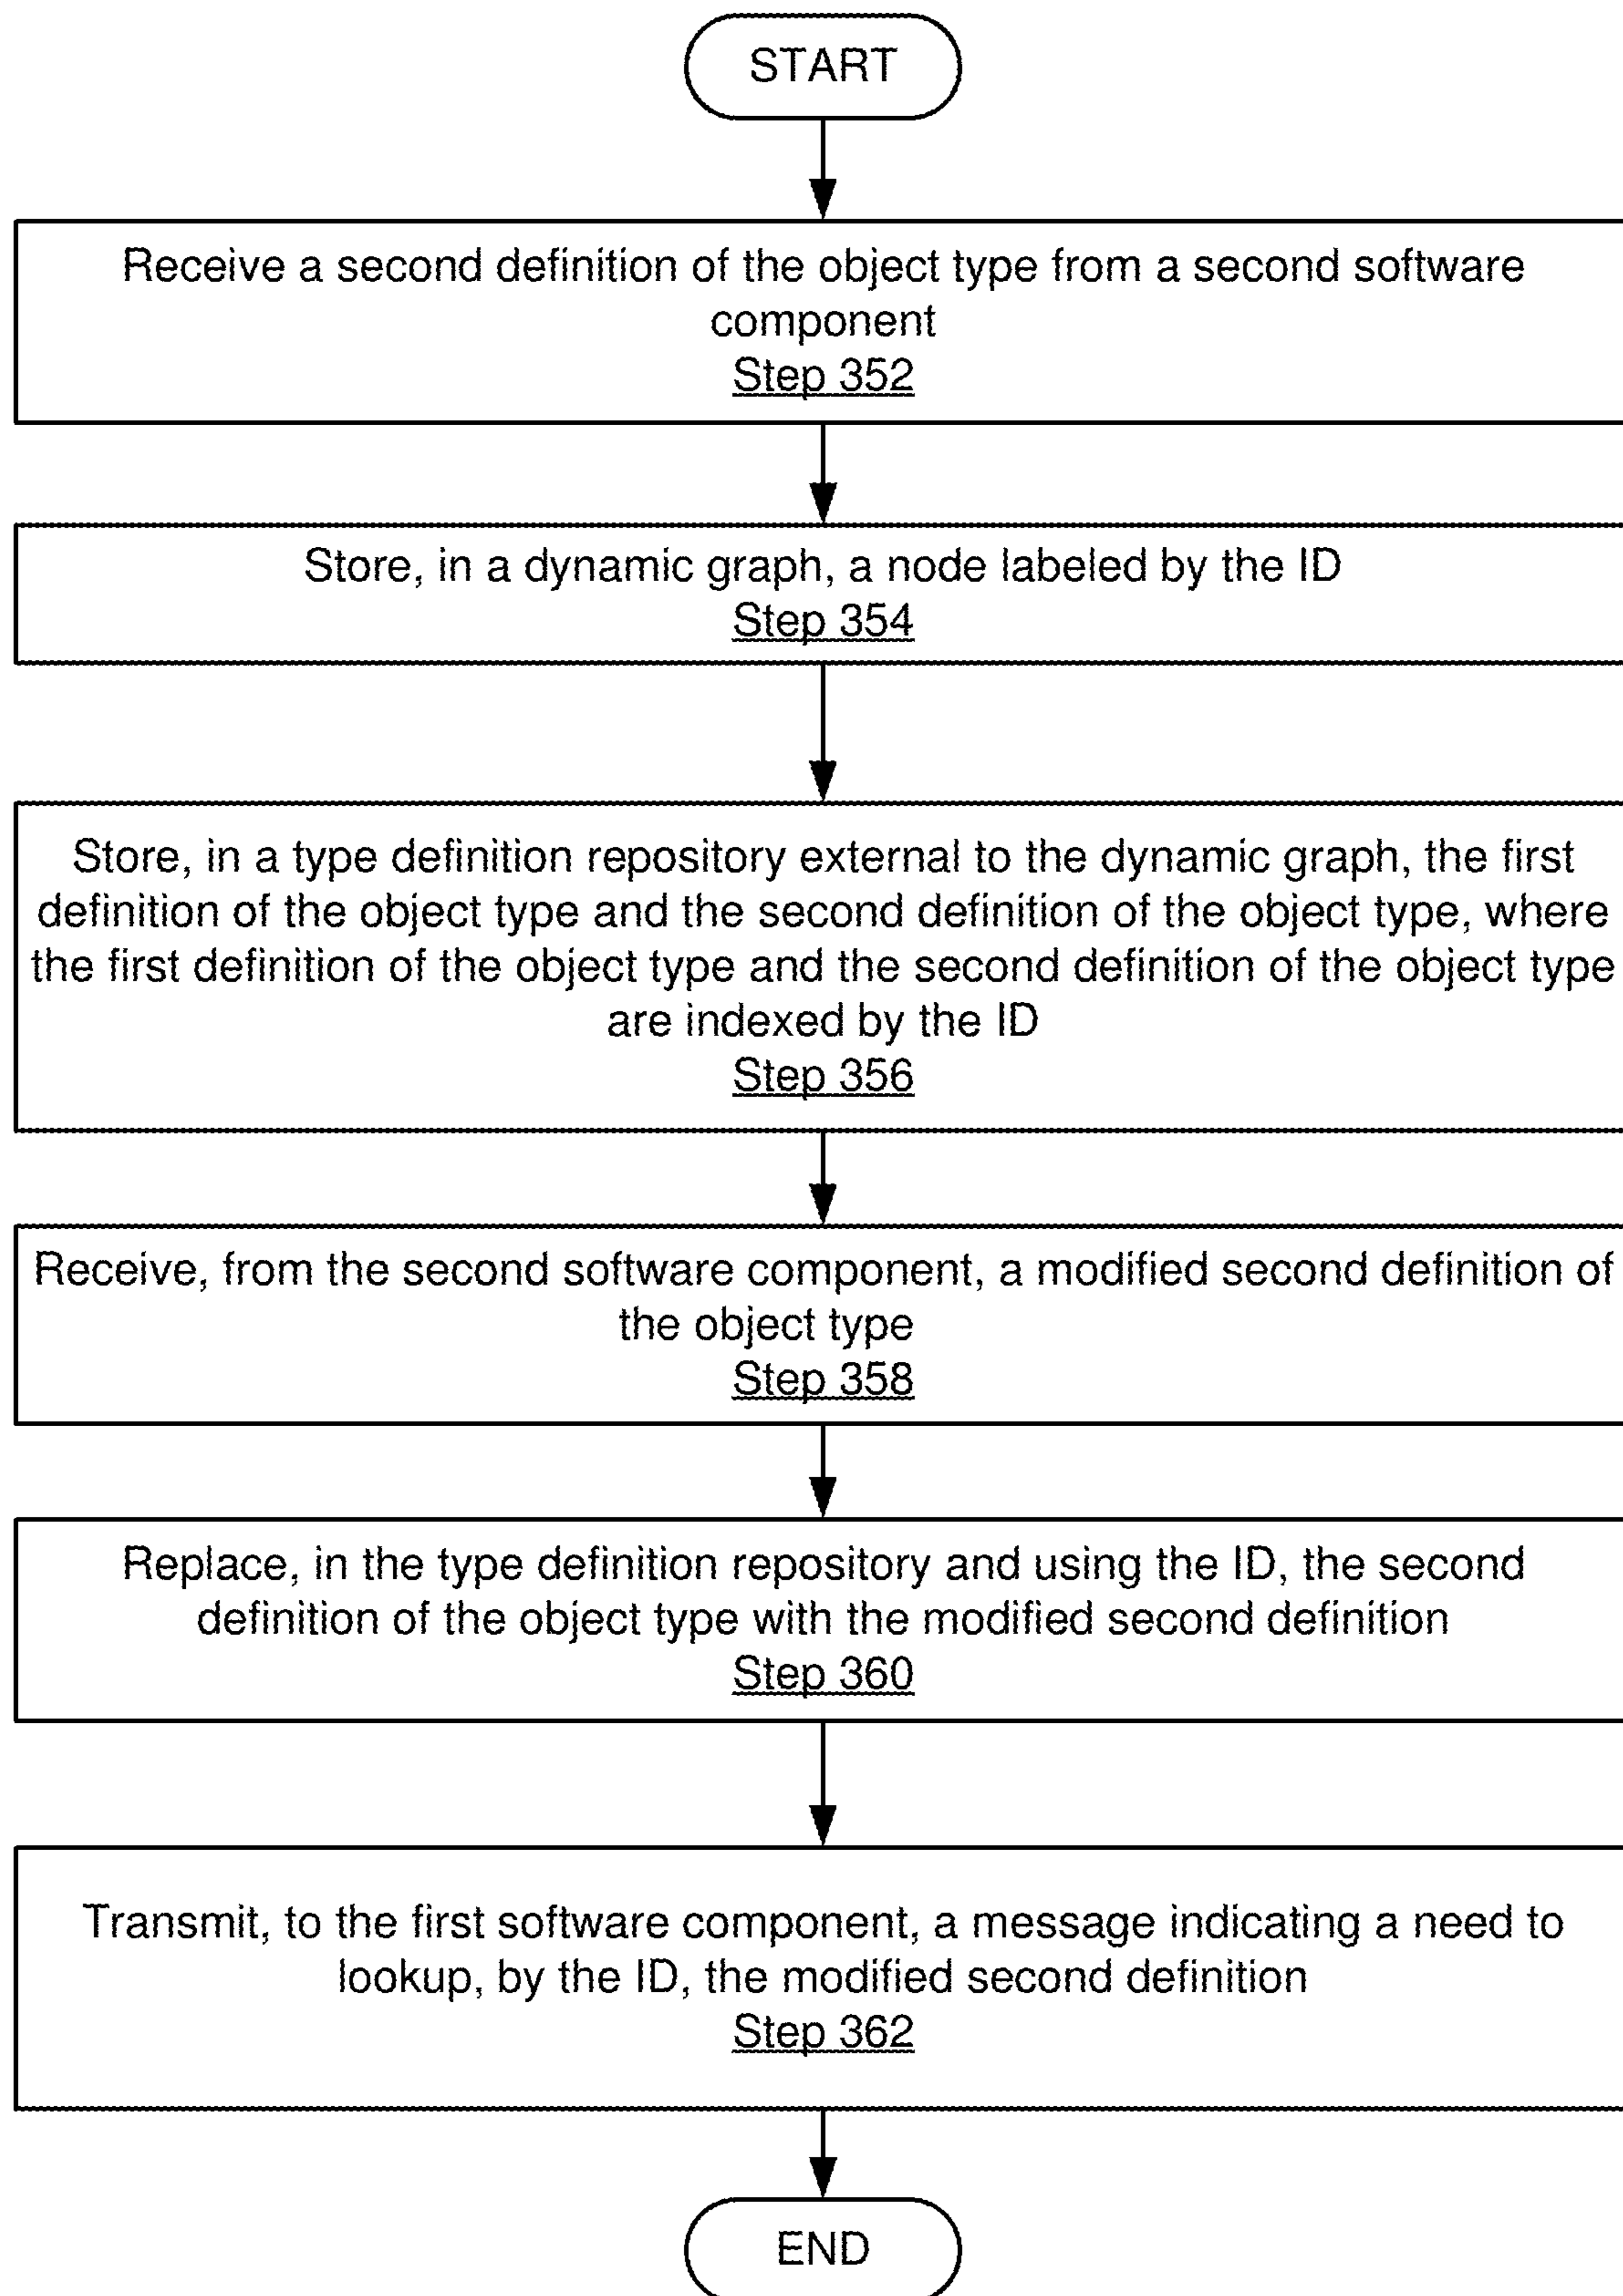 START
Receive a second definition of the object type from a second software
component
Step 352
Store, in a dynamic graph, a node labeled by the ID
Step 354
Store, in a type definition repository external to the dynamic graph, the first
definition of the object type and the second definition of the object type, where
the first definition of the object type and the second definition of the object type
are indexed by the ID
Step 356
Receive, from the second software component, a modified second definition of
the object type
Step 358
Replace, in the type definition repository and using the ID, the second
definition of the object type with the modified second definition
Step 360
Transmit, to the first software component, a message indicating a need to
lookup, by the ID, the modified second definition
Step 362
END